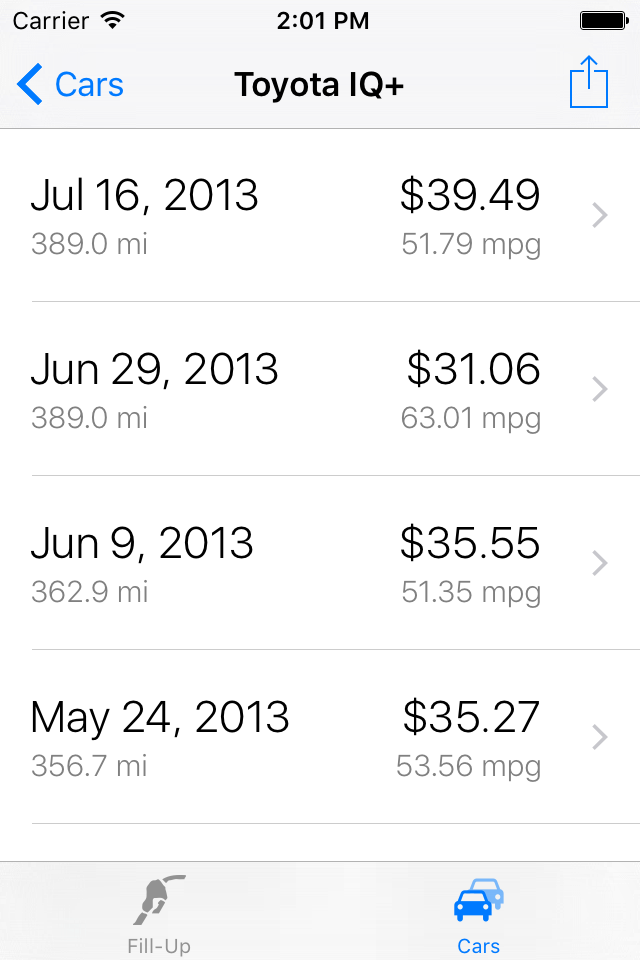 Carrier 2:01 PM
Cars Toyota IQ+
Jul 16, 2013 $39.49
389.0 mi 51.79 mpg
Jun 29, 2013 $31.06
389.0 mi 63.01 mpg
Jun 9, 2013 $35.55
362.9 mi 51.35 mpg
May 24, 2013 $35.27
356.7 mi 53.56 mpg
Fill-Up Cars